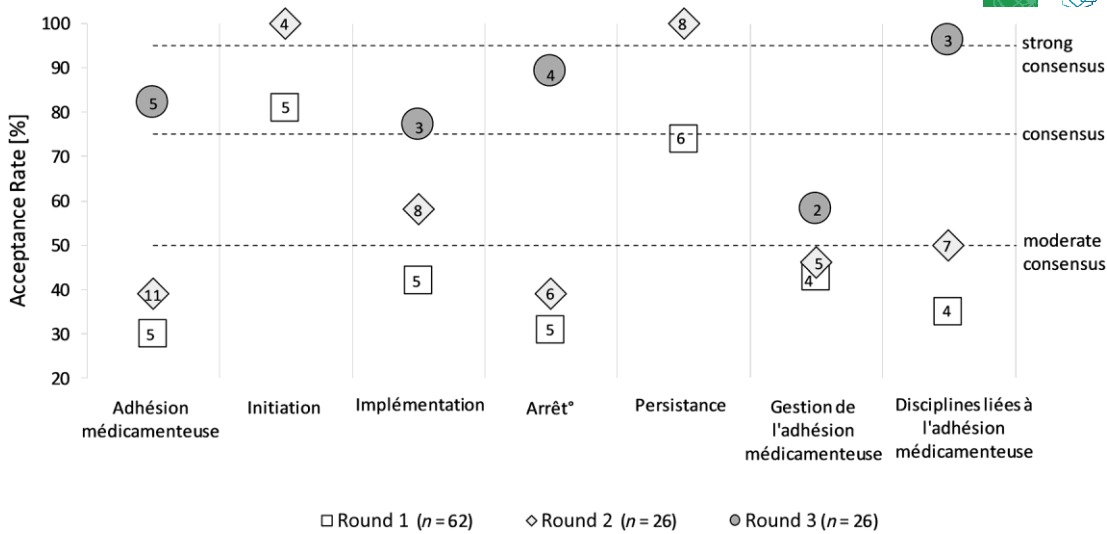 Acceptance Rate [%]
100
90
80
70
60
50
40
30
20
strong
consensus
consensus
moderate
consensus
4
8
3
4
5
5
3
6
8
2
7
11
5
6
5
4
5
5
4
Adhésion
médicamenteuse
Initiation
Implémentation
Arrêt°
Persistance
Gestion de
l'adhésion
médicamenteuse
Disciplines liées à
l'adhésion
médicamenteuse
Round 1 (n = 62)
Round 2 (n = 26)
Round 3 (n = 26)